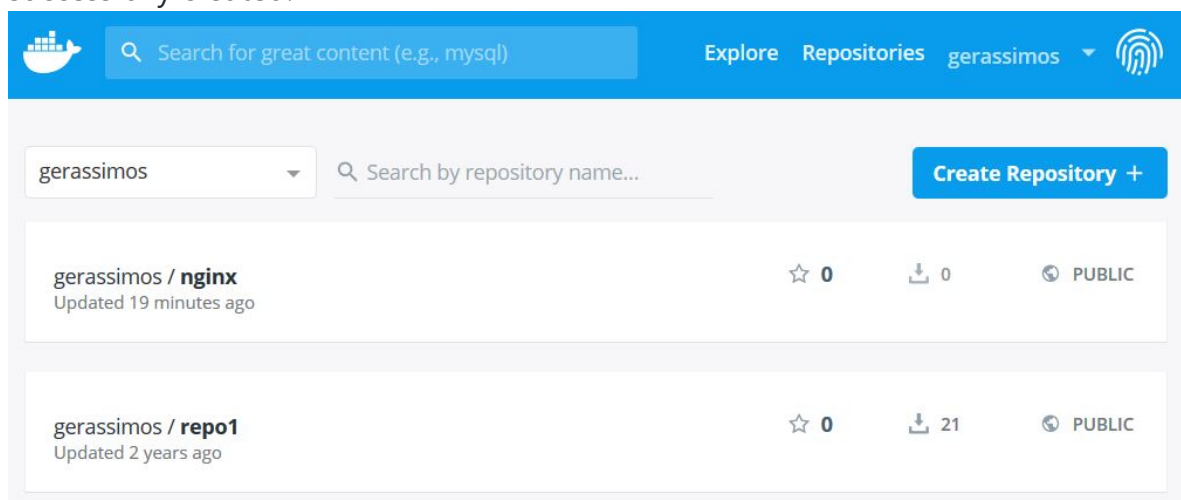 Search for great content (e.g., mysql) Explore Repositories gerassimos
gerassimos Search by repository name... Create Repository +
gerassimos / nginx 0 0 PUBLIC
Updated 19 minutes ago
gerassimos / repo1 0 21 PUBLIC
Updated 2 years ago